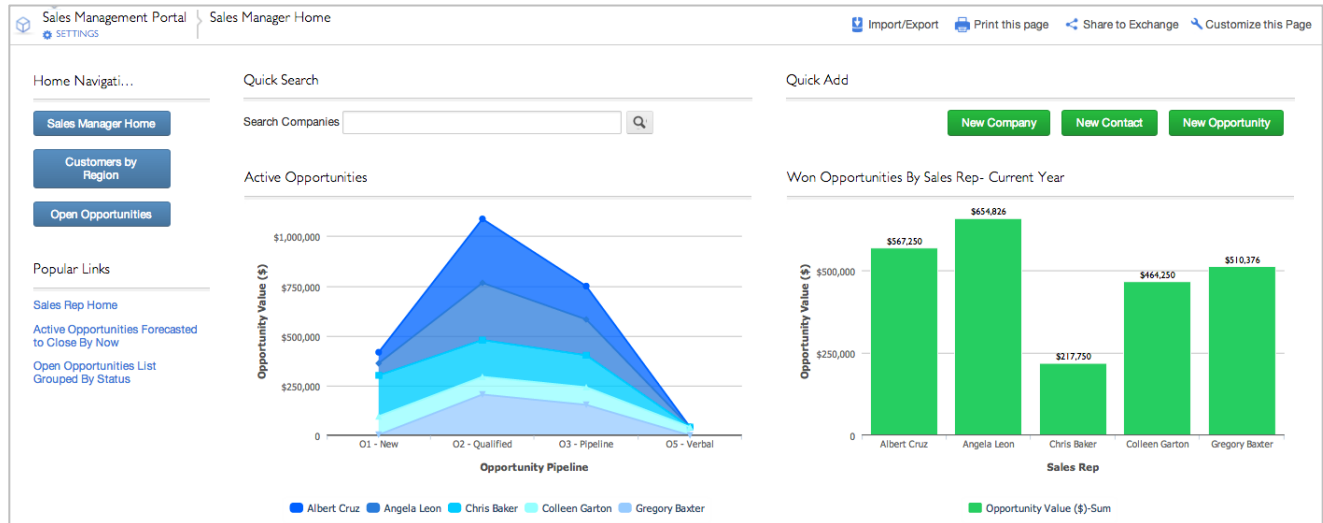 Sales Management Portal
Sales Manager Home
SETTINGS
Import/Export
Print this page
Share to Exchange
Customize this Page
Home Navigati...
Sales Manager Home
Customers by
Region
Open Opportunities
Popular Links
Sales Rep Home
Active Opportunities Forecasted
to Close By Now
Open Opportunities List
Grouped By Status
Quick Search
Search Companies
Quick Add
New Company
New Contact
New Opportunity
Active Opportunities
Opportunity Value ($)
$1,000,000
$750,000
$500,000
$250,000
0
O1 - New
O2 - Qualified
O3 - Pipeline
O5 - Verbal
Opportunity Pipeline
Albert Cruz
Angela Leon
Chris Baker
Colleen Garton
Gregory Baxter
Won Opportunities By Sales Rep- Current Year
Opportunity Value ($)
$500,000
$250,000
0
$567,250
$654,826
$217,750
$464,250
$510,376
Albert Cruz
Angela Leon
Chris Baker
Colleen Garton
Gregory Baxter
Sales Rep
Opportunity Value ($)-Sum